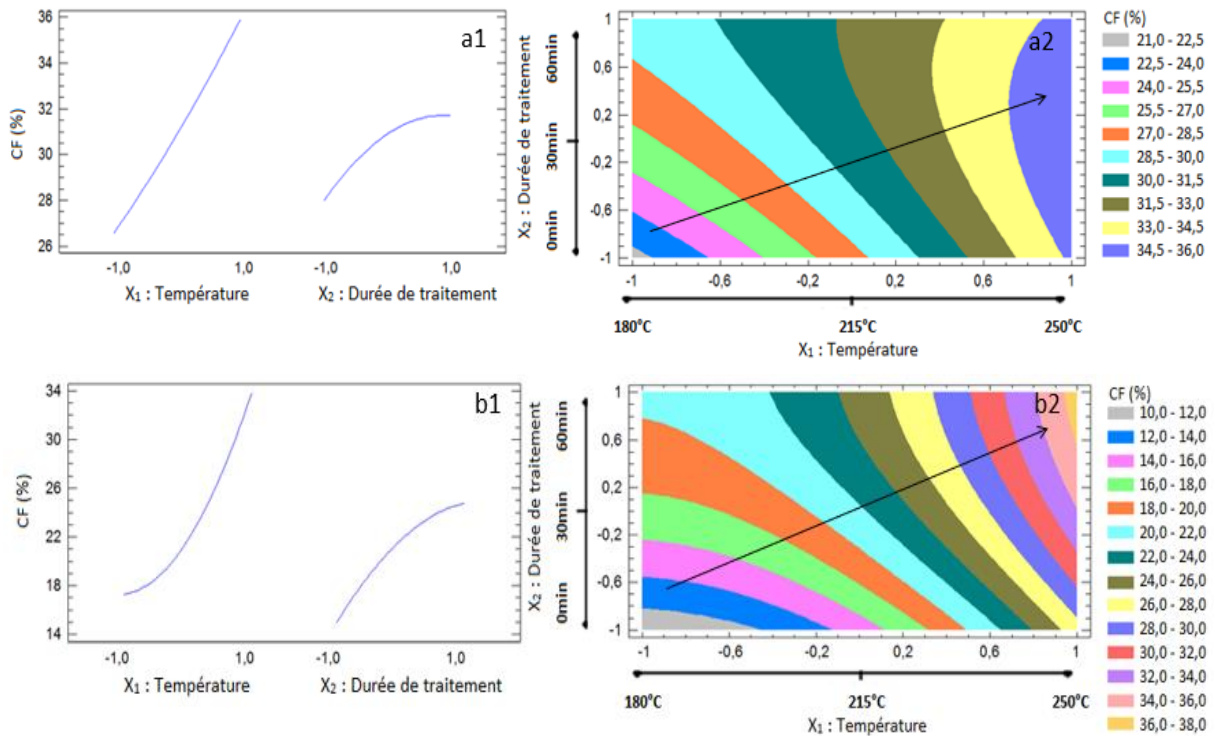 a1
36
34
32
30
28
26
CF (%)
-1,0
1,0
-1,0
1,0
X₁ : Température
X₂ : Durée de traitement
X₂ : Durée de traitement
0min
30min
60min
a2
1
0,6
0,2
-0,2
-0,6
-1
-1
-0,6
-0,2
0,2
0,6
1
180°C
215°C
250°C
X₁ : Température
CF (%)
21,0 - 22,5
22,5 - 24,0
24,0 - 25,5
25,5 - 27,0
27,0 - 28,5
28,5 - 30,0
30,0 - 31,5
31,5 - 33,0
33,0 - 34,5
34,5 - 36,0
b1
34
30
26
22
18
14
CF (%)
-1,0
1,0
-1,0
1,0
X₁ : Température
X₂ : Durée de traitement
X₂ : Durée de traitement
0min
30min
60min
b2
1
0,6
0,2
-0,2
-0,6
-1
-1
-0,6
-0,2
0,2
0,6
1
180°C
215°C
250°C
X₁ : Température
CF (%)
10,0 - 12,0
12,0 - 14,0
14,0 - 16,0
16,0 - 18,0
18,0 - 20,0
20,0 - 22,0
22,0 - 24,0
24,0 - 26,0
26,0 - 28,0
28,0 - 30,0
30,0 - 32,0
32,0 - 34,0
34,0 - 36,0
36,0 - 38,0